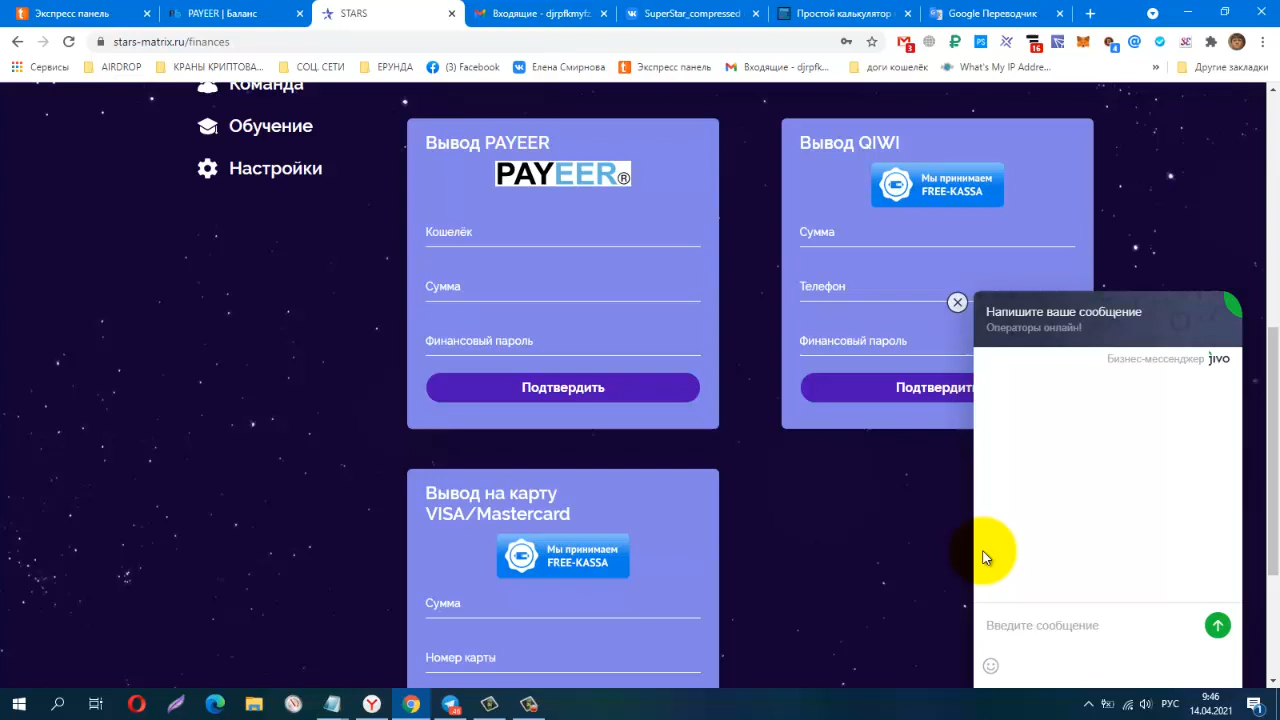 Экспресс панель
PAYEER | Баланс
STARS
Входящие - djrpfkmyfz
SuperStar_compressed
Простой калькулятор
Google Переводчик
stars-matrix.ru/finances
3
16
4
Сервисы
AIRDROP
КРАНЫ КРИПТОВА...
СОЦ. СЕТИ
ЕРУНДА
(3) Facebook
Елена Смирнова
Экспресс панель
Входящие - djrpfk...
доги кошелёк
What's My IP Addre...
»
Другие закладки
Команда
Обучение
Настройки
Вывод PAYEER
PAYEER®
Кошелёк
Сумма
Финансовый пароль
Подтвердить
Вывод QIWI
Мы принимаем
FREE-KASSA
Сумма
Телефон
Финансовый пароль
Подтвердить
Вывод на карту
VISA/Mastercard
Мы принимаем
FREE-KASSA
Сумма
Номер карты
Напишите ваше сообщение
Операторы онлайн!
Бизнес-мессенджер jivo
Введите сообщение
РУС
9:46
14.04.2021